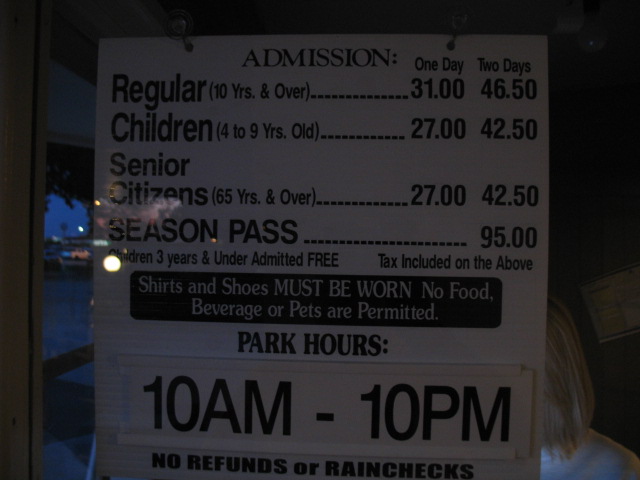 ADMISSION: One Day Two Days
Regular (10 Yrs. & Over)............... 31.00 46.50
Children (4 to 9 Yrs. Old)............. 27.00 42.50
Senior
Citizens (65 Yrs. & Over)............... 27.00 42.50
SEASON PASS ......................... 95.00
Children 3 years & Under Admitted FREE Tax Included on the Above
Shirts and Shoes MUST BE WORN No Food,
Beverage or Pets are Permitted.
PARK HOURS:
10AM - 10PM
NO REFUNDS or RAINCHECKS